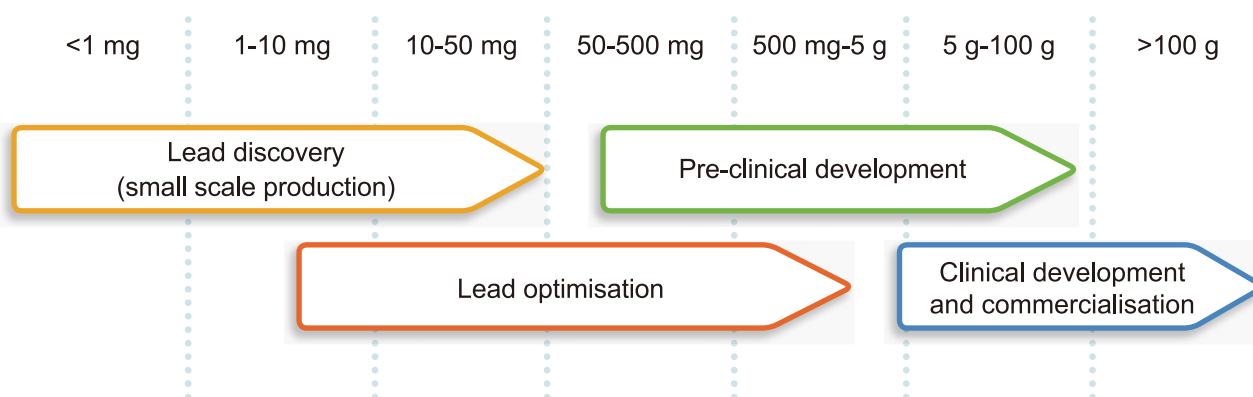 <1 mg
1-10 mg
10-50 mg
50-500 mg
500 mg-5 g
5 g-100 g
>100 g
Lead discovery
(small scale production)
Pre-clinical development
Lead optimisation
Clinical development
and commercialisation